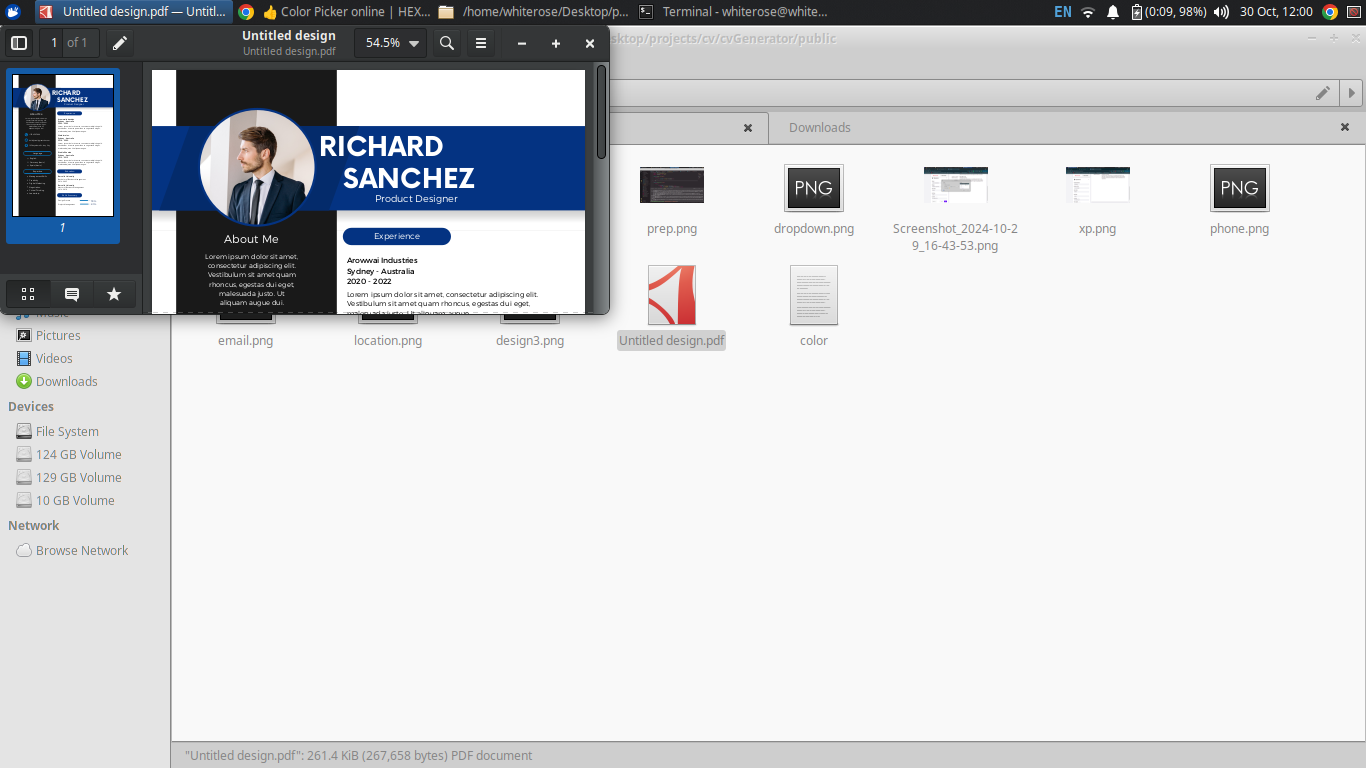 Untitled design.pdf — Untitl...
👍 Color Picker online | HEX...
/home/whiterose/Desktop/p...
Terminal - whiterose@white...
EN
(0:09, 98%)
30 Oct, 12:00
1 of 1
Untitled design
Untitled design.pdf
54.5%
sktop/projects/cv/cvGenerator/public
Downloads
1
RICHARD
SANCHEZ
Product Designer
About Me
Lorem ipsum dolor sit amet,
consectetur adipiscing elit.
Vestibulum sit amet quam
rhoncus, egestas dui eget,
malesuada justo. Ut
aliquam augue dui.
Experience
Arowwai Industries
Sydney - Australia
2020 - 2022
Lorem ipsum dolor sit amet, consectetur adipiscing elit.
Vestibulum sit amet quam rhoncus, egestas dui eget,
malesuada justo. Ut aliquam augue.
prep.png
PNG
dropdown.png
Screenshot_2024-10-2
9_16-43-53.png
xp.png
PNG
phone.png
email.png
location.png
design3.png
Untitled design.pdf
color
Music
Pictures
Videos
Downloads
Devices
File System
124 GB Volume
129 GB Volume
10 GB Volume
Network
Browse Network
"Untitled design.pdf": 261.4 KiB (267,658 bytes) PDF document